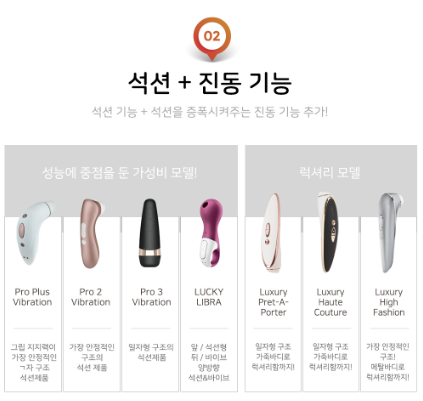 02
석션 + 진동 기능
석션 기능 + 석션을 증폭시켜주는 진동 기능 추가!
성능에 중점을 둔 가성비 모델!
럭셔리 모델
Pro Plus
Vibration
Pro 2
Vibration
Pro 3
Vibration
LUCKY
LIBRA
Luxury
Pret-A-
Porter
Luxury
Haute
Couture
Luxury
High
Fashion
그립 지지력이
가장 안정적인
ㄱ자 구조
석션제품
가장 안정적인
구조의
석션 제품
일자형 구조의
석션제품
앞 / 석션형
뒤 / 바이브
양방향
석션&바이브
일자형 구조
가죽바디로
럭셔리함까지!
일자형 구조
가죽바디로
럭셔리함까지!
가장 안정적인
구조!
메탈바디로
럭셔리함까지!